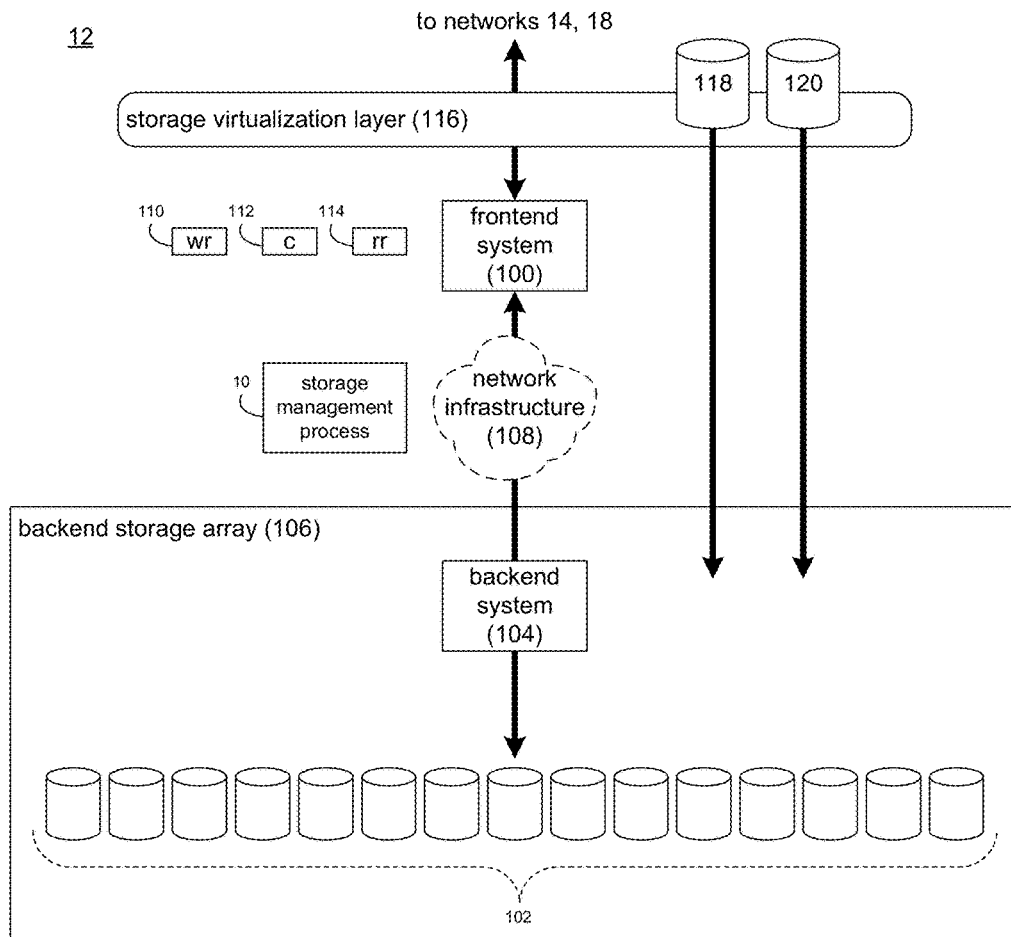 to networks 14, 18
12
118
120
storage virtualization layer (116)
110
112
114
wr
c
rr
frontend
system
(100)
10
storage
management
process
network
infrastructure
(108)
backend storage array (106)
backend
system
(104)
102